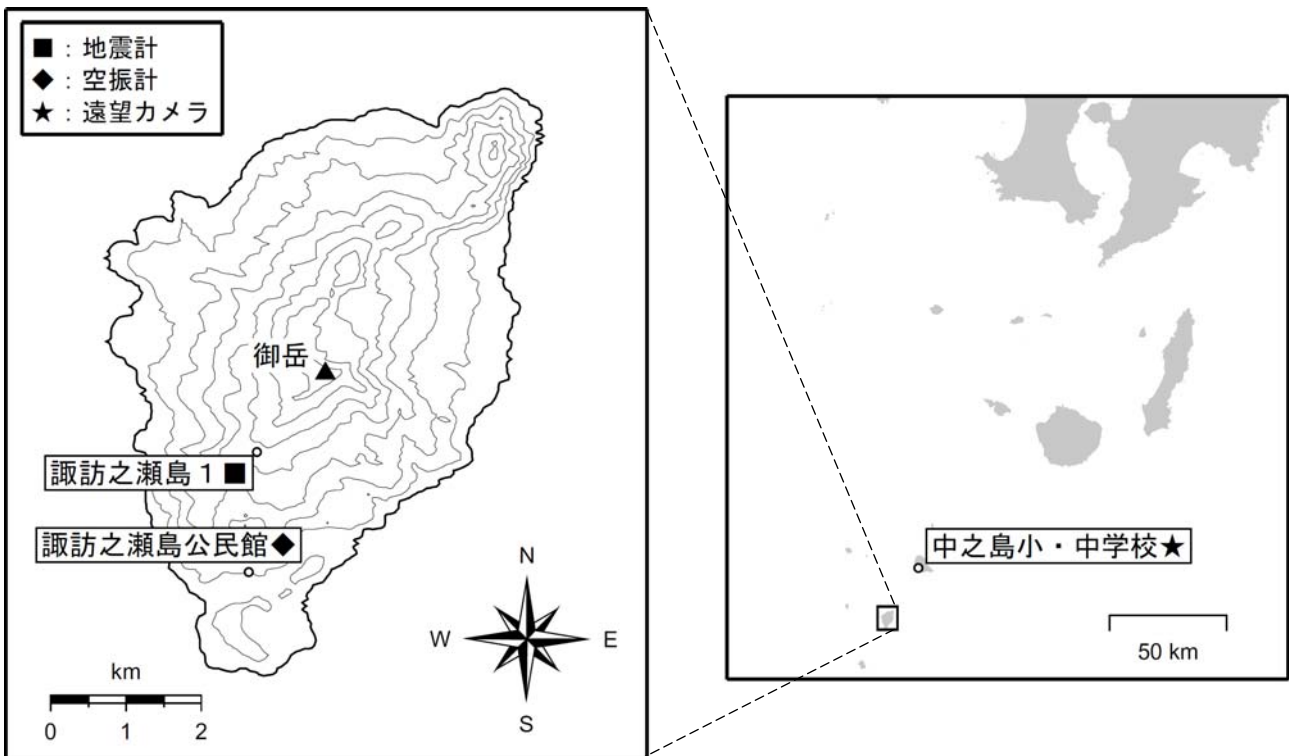 ■：地震計
◆：空振計
★：遠望カメラ
御岳
諏訪之瀬島１■
諏訪之瀬島公民館◆
N
W
E
S
km
0 1 2
中之島小・中学校★
50 km